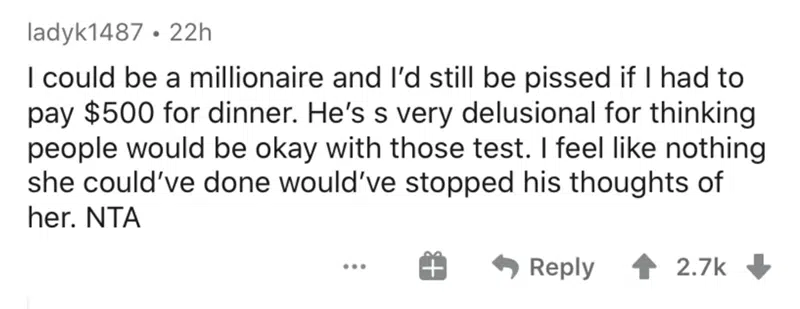 ladyk1487 • 22h
I could be a millionaire and I'd still be pissed if I had to
pay $500 for dinner. He's s very delusional for thinking
people would be okay with those test. I feel like nothing
she could've done would've stopped his thoughts of
her. NTA
... Reply 2.7k